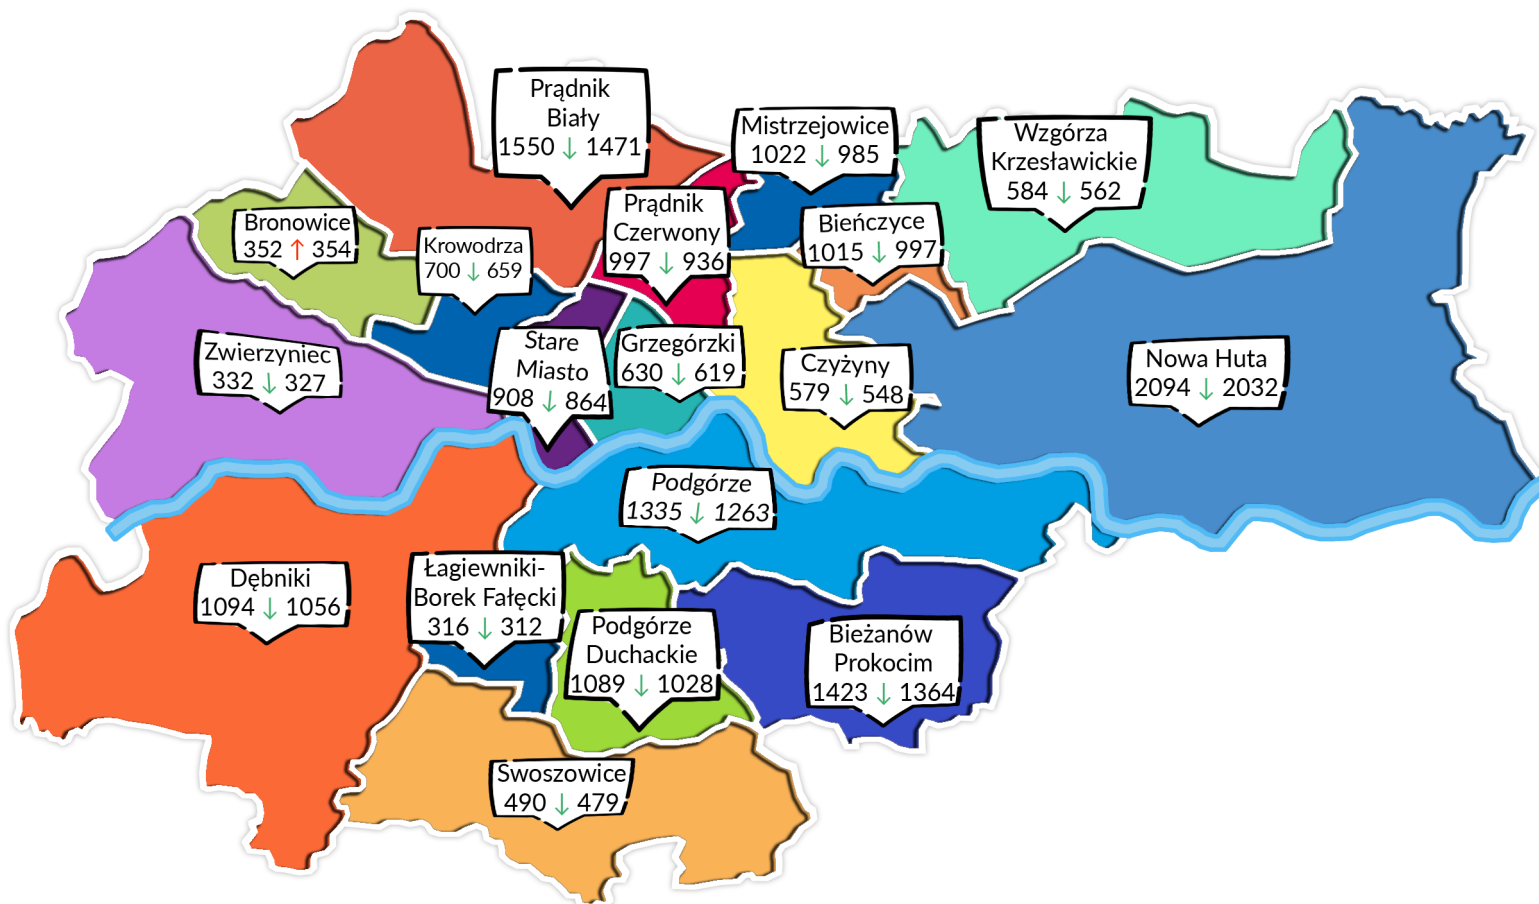 Prądnik
Biały
1550 ↓ 1471
Mistrzejowice
1022 ↓ 985
Wzgórza
Krzesławickie
584 ↓ 562
Bronowice
352 ↑ 354
Krowodrza
700 ↓ 659
Prądnik
Czerwony
997 ↓ 936
Bieńczyce
1015 ↓ 997
Zwierzyniec
332 ↓ 327
Stare
Miasto
908 ↓ 864
Grzegórzki
630 ↓ 619
Czyżyny
579 ↓ 548
Nowa Huta
2094 ↓ 2032
Podgórze
1335 ↓ 1263
Dębniki
1094 ↓ 1056
Łagiewniki-
Borek Fałęcki
316 ↓ 312
Podgórze
Duchackie
1089 ↓ 1028
Bieżanów
Prokocim
1423 ↓ 1364
Swoszowice
490 ↓ 479